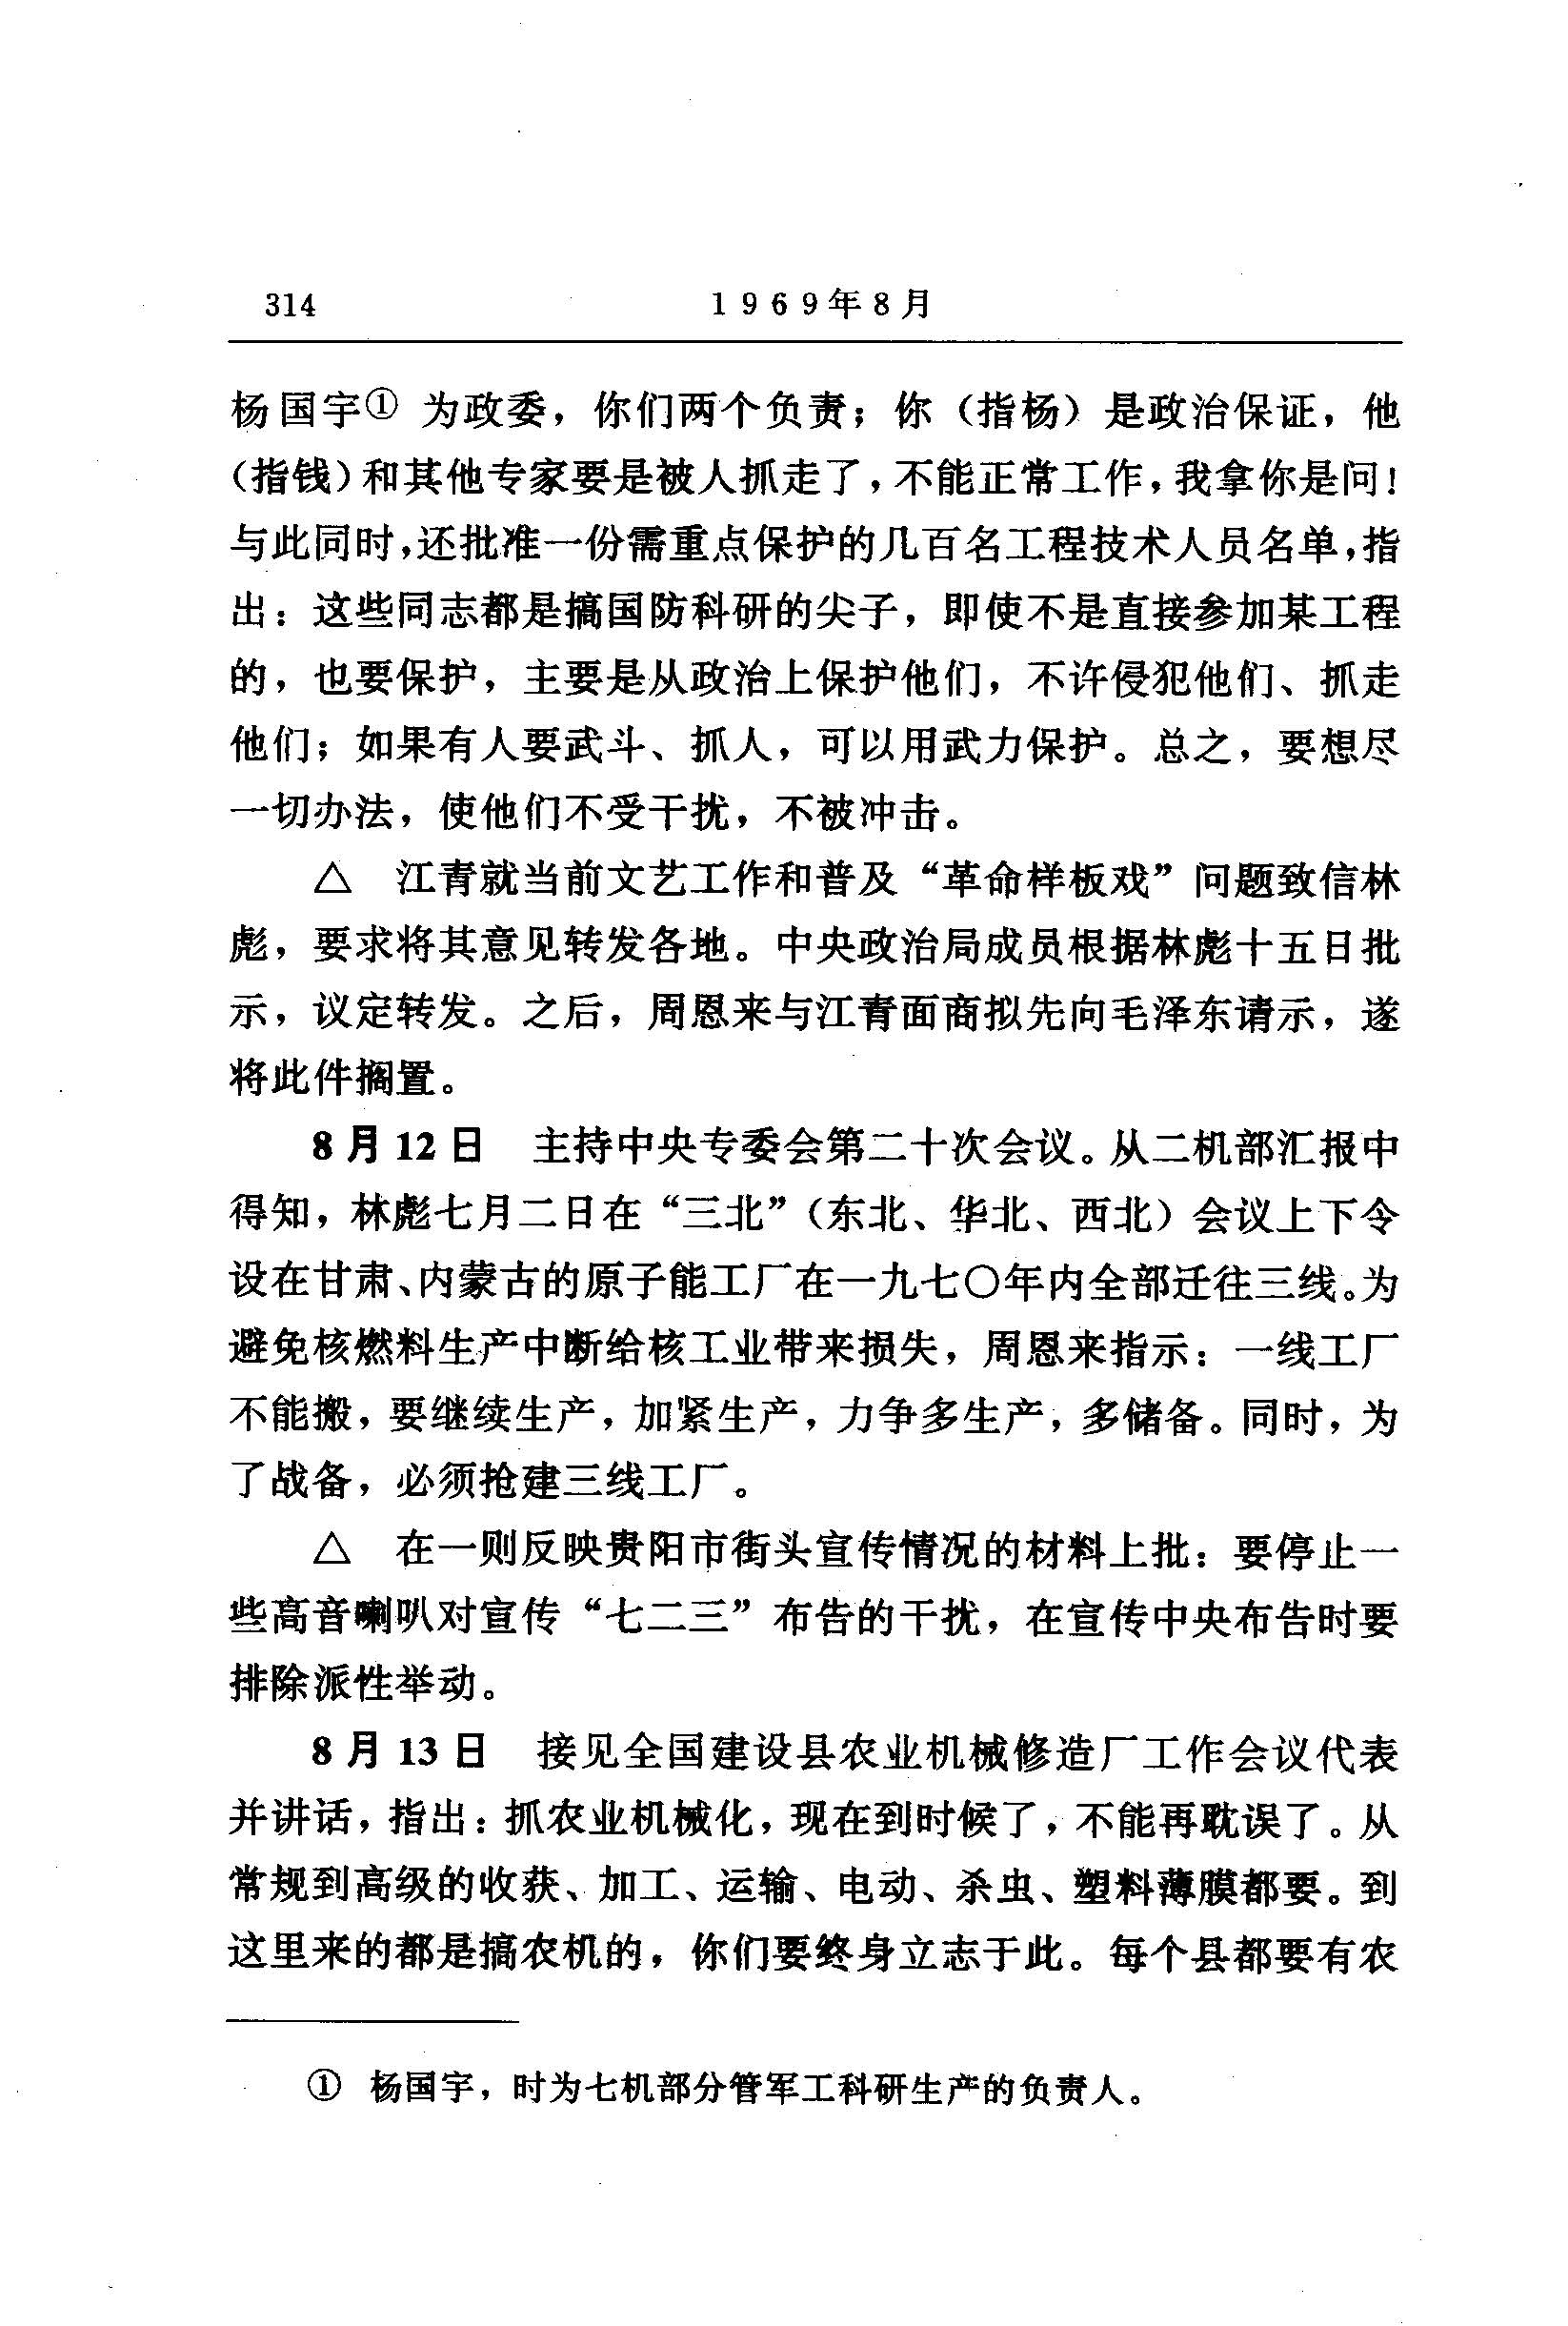 314
1969年8月
杨国宇① 为政委，你们两个负责；你（指杨）是政治保证，他
（指钱）和其他专家要是被人抓走了，不能正常工作，我拿你是问！
与此同时，还批准一份需重点保护的几百名工程技术人员名单，指
出：这些同志都是搞国防科研的尖子，即使不是直接参加某工程
的，也要保护，主要是从政治上保护他们，不许侵犯他们、抓走
他们；如果有人要武斗、抓人，可以用武力保护。总之，要想尽
一切办法，使他们不受干扰，不被冲击。
△ 江青就当前文艺工作和普及“革命样板戏”问题致信林
彪，要求将其意见转发各地。中央政治局成员根据林彪十五日批
示，议定转发。之后，周恩来与江青面商拟先向毛泽东请示，遂
将此件搁置。
8月12日 主持中央专委会第二十次会议。从二机部汇报中
得知，林彪七月二日在“三北”（东北、华北、西北）会议上下令
设在甘肃、内蒙古的原子能工厂在一九七〇年内全部迁往三线。为
避免核燃料生产中断给核工业带来损失，周恩来指示：一线工厂
不能搬，要继续生产，加紧生产，力争多生产，多储备。同时，为
了战备，必须抢建三线工厂。
△ 在一则反映贵阳市街头宣传情况的材料上批：要停止一
些高音喇叭对宣传“七二三”布告的干扰，在宣传中央布告时要
排除派性举动。
8月13日 接见全国建设县农业机械修造厂工作会议代表
并讲话，指出：抓农业机械化，现在到时候了，不能再耽误了。从
常规到高级的收获、加工、运输、电动、杀虫、塑料薄膜都要。到
这里来的都是搞农机的，你们要终身立志于此。每个县都要有农
① 杨国宇，时为七机部分管军工科研生产的负责人。